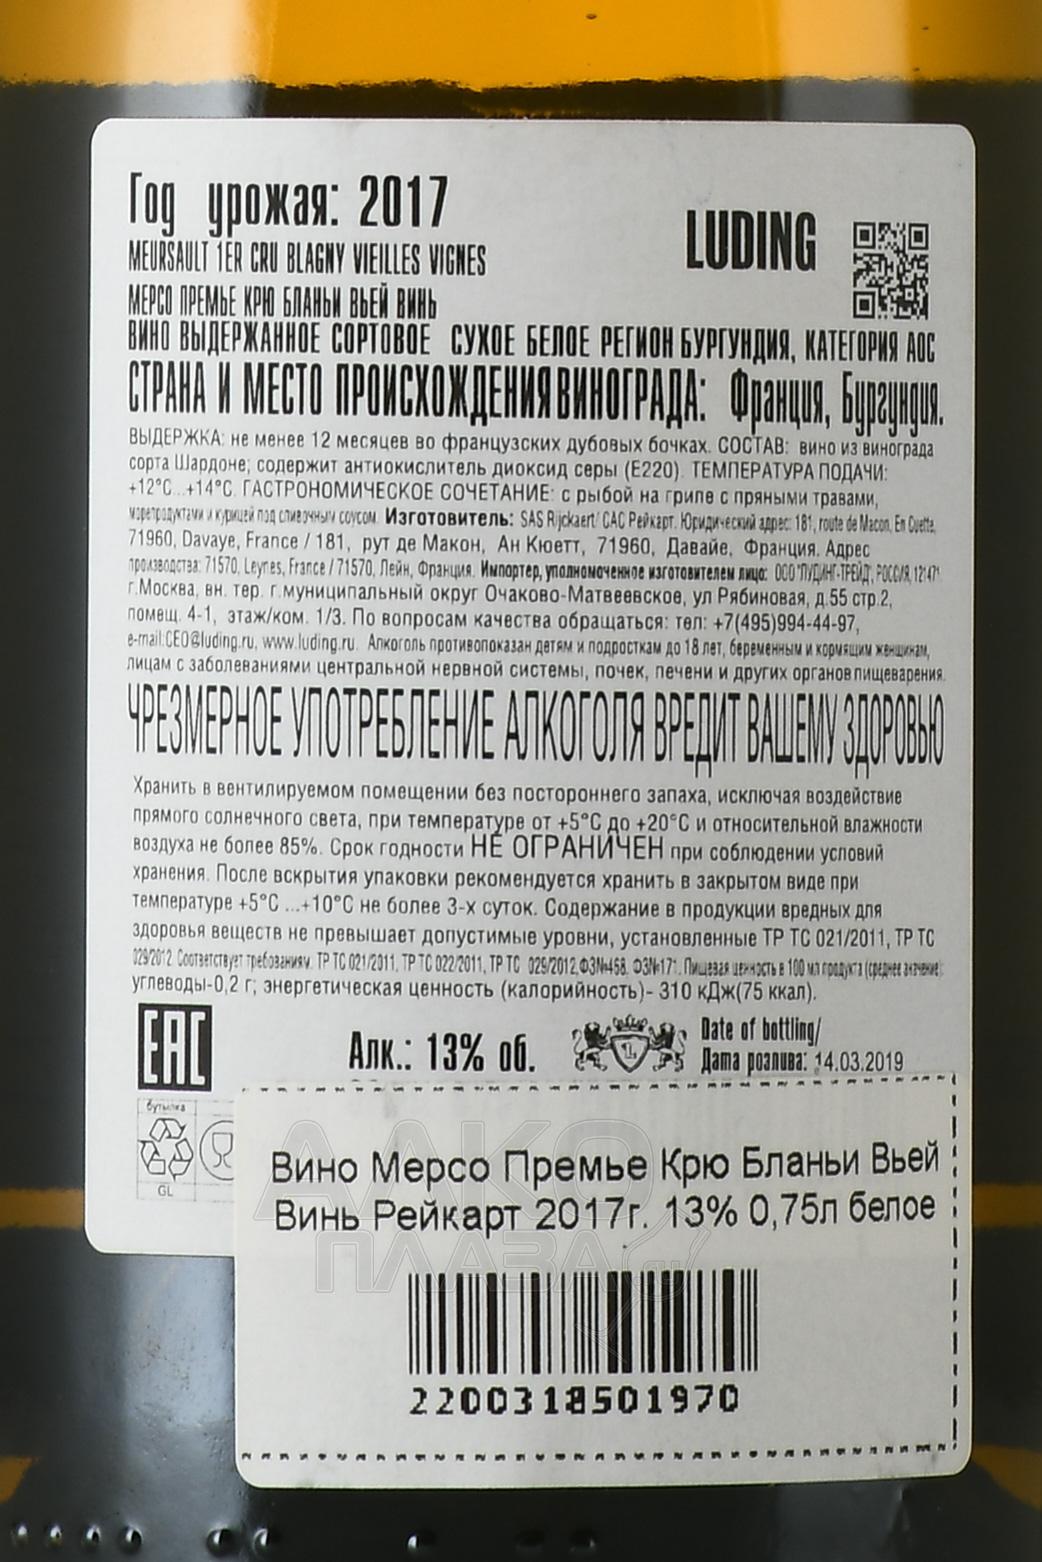 Год урожая: 2017
LUDING
MEURSAULT 1ER CRU BLAGNY VIEILLES VIGNES
МЕРСО ПРЕМЬЕ КРЮ БЛАНЬИ ВЬЕЙ ВИНЬ
ВИНО ВЫДЕРЖАННОЕ СОРТОВОЕ СУХОЕ БЕЛОЕ РЕГИОН БУРГУНДИЯ, КАТЕГОРИЯ АОС
СТРАНА И МЕСТО ПРОИСХОЖДЕНИЯ ВИНОГРАДА: Франция, Бургундия.
ВЫДЕРЖКА: не менее 12 месяцев во французских дубовых бочках. СОСТАВ: вино из винограда
сорта Шардоне; содержит антиокислитель диоксид серы (Е220). ТЕМПЕРАТУРА ПОДАЧИ:
+12°С...+14°С. ГАСТРОНОМИЧЕСКОЕ СОЧЕТАНИЕ: с рыбой на гриле с пряными травами,
морепродуктами и курицей под сливочным соусом. Изготовитель: SAS Rijckaert/ САС Рейкарт. Юридический адрес: 181, route de Macon, En Cuette,
71960, Davaye, France / 181, рут де Макон, Ан Кюетт, 71960, Давайе, Франция. Адрес
производства: 71570, Leynes, France / 71570, Лейн, Франция. Импортер, уполномоченное изготовителем лицо: ООО "ЛУДИНГ-ТРЕЙД", РОССИЯ, 121471
г.Москва, вн. тер. г.муниципальный округ Очаково-Матвеевское, ул Рябиновая, д.55 стр.2,
помещ. 4-1, этаж/ком. 1/3. По вопросам качества обращаться: тел: +7(495)994-44-97,
e-mail:CEO@luding.ru, www.luding.ru. Алкоголь противопоказан детям и подросткам до 18 лет, беременным и кормящим женщинам,
лицам с заболеваниями центральной нервной системы, почек, печени и других органов пищеварения.
ЧРЕЗМЕРНОЕ УПОТРЕБЛЕНИЕ АЛКОГОЛЯ ВРЕДИТ ВАШЕМУ ЗДОРОВЬЮ
Хранить в вентилируемом помещении без постороннего запаха, исключая воздействие
прямого солнечного света, при температуре от +5°С до +20°С и относительной влажности
воздуха не более 85%. Срок годности НЕ ОГРАНИЧЕН при соблюдении условий
хранения. После вскрытия упаковки рекомендуется хранить в закрытом виде при
температуре +5°С ...+10°С не более 3-х суток. Содержание в продукции вредных для
здоровья веществ не превышает допустимые уровни, установленные ТР ТС 021/2011, ТР ТС
029/2012. Соответствует требованиям: ТР ТС 021/2011, ТР ТС 022/2011, ТР ТС 029/2012,ФЗ№468, ФЗ№171. Пищевая ценность в 100 мл продукта (среднее значение):
углеводы-0,2 г; энергетическая ценность (калорийность)- 310 кДж(75 ккал).
EAC
Алк.: 13% об.
Date of bottling/
Дата розлива: 14.03.2019
бутылка
GL
Вино Мерсо Премье Крю Бланьи Вьей
Винь Рейкарт 2017г. 13% 0,75л белое
АЛКО
ПЛАЗА.ру
2200318501970